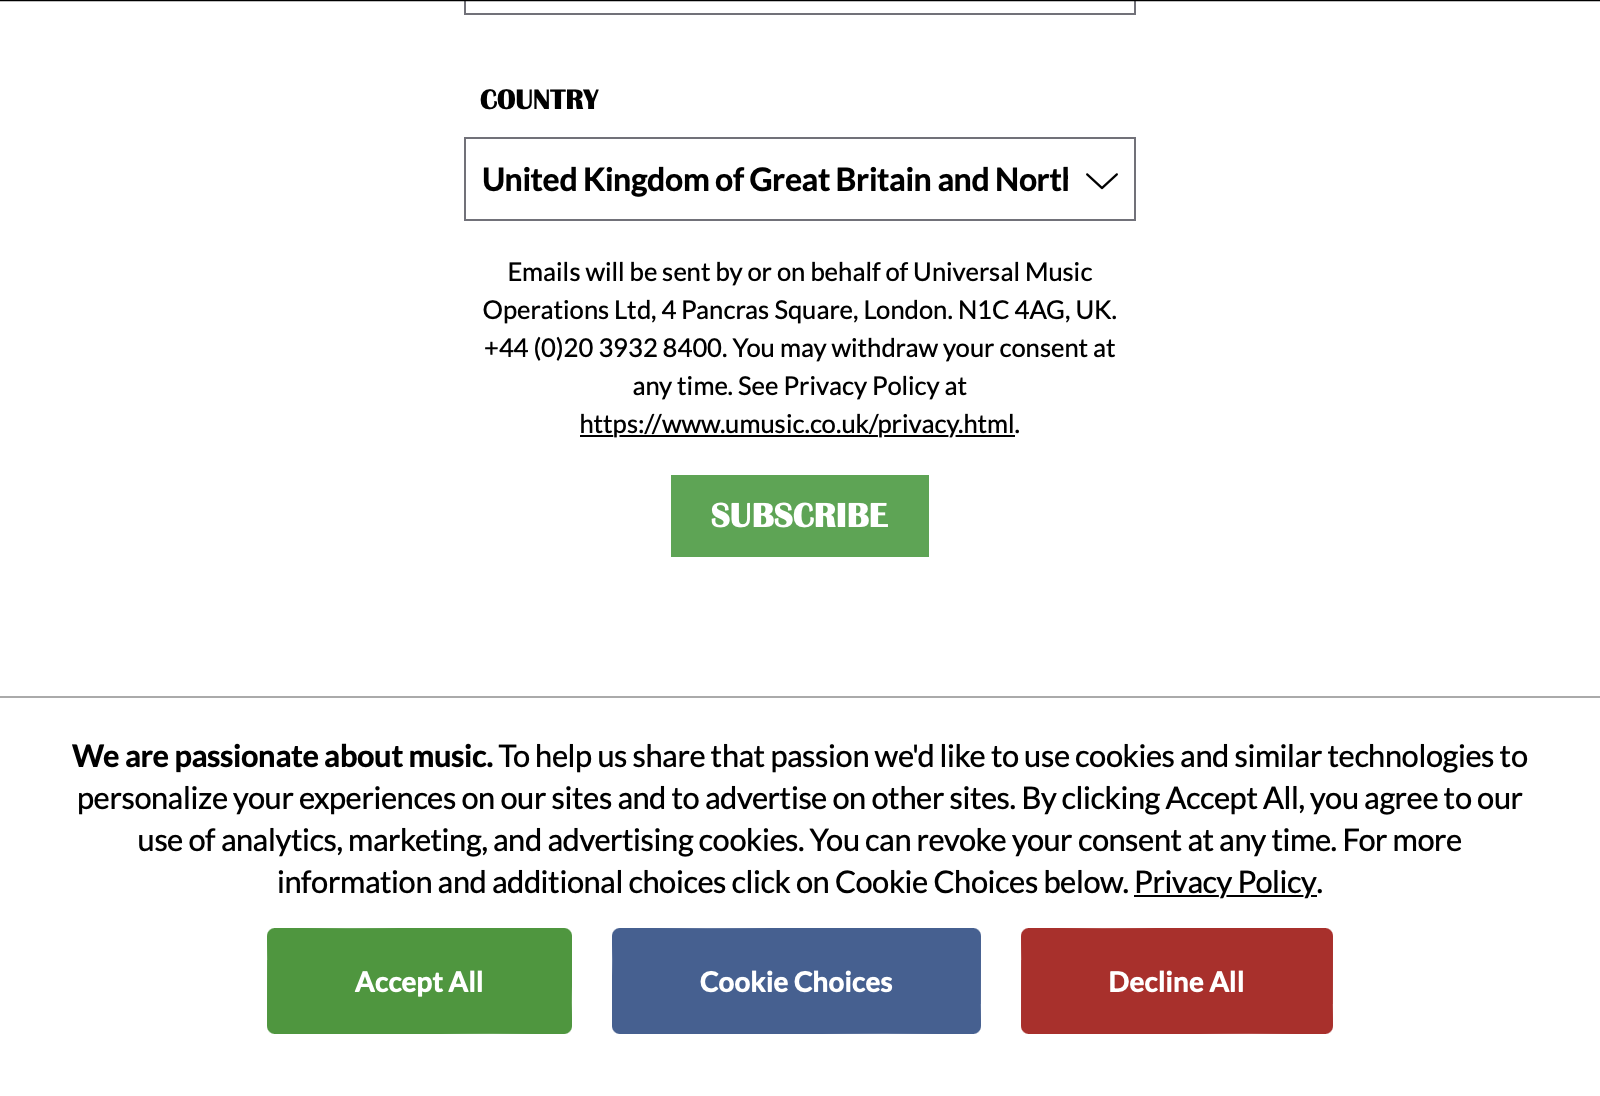 COUNTRY
United Kingdom of Great Britain and North
Emails will be sent by or on behalf of Universal Music
Operations Ltd, 4 Pancras Square, London. N1C 4AG, UK.
+44 (0)20 3932 8400. You may withdraw your consent at
any time. See Privacy Policy at
https://www.umusic.co.uk/privacy.html.
SUBSCRIBE
We are passionate about music. To help us share that passion we'd like to use cookies and similar technologies to
personalize your experiences on our sites and to advertise on other sites. By clicking Accept All, you agree to our
use of analytics, marketing, and advertising cookies. You can revoke your consent at any time. For more
information and additional choices click on Cookie Choices below. Privacy Policy.
Accept All
Cookie Choices
Decline All